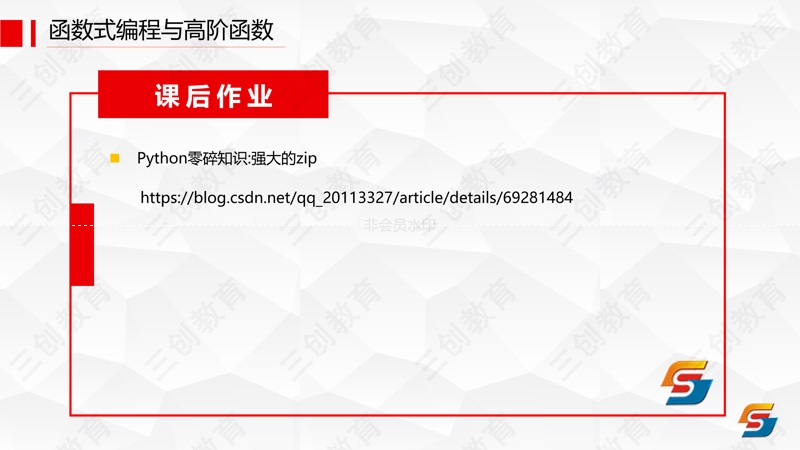 函数式编程与高阶函数
课后作业
Python零碎知识:强大的zip
https://blog.csdn.net/qq_20113327/article/details/69281484
非会员水印
三创教育